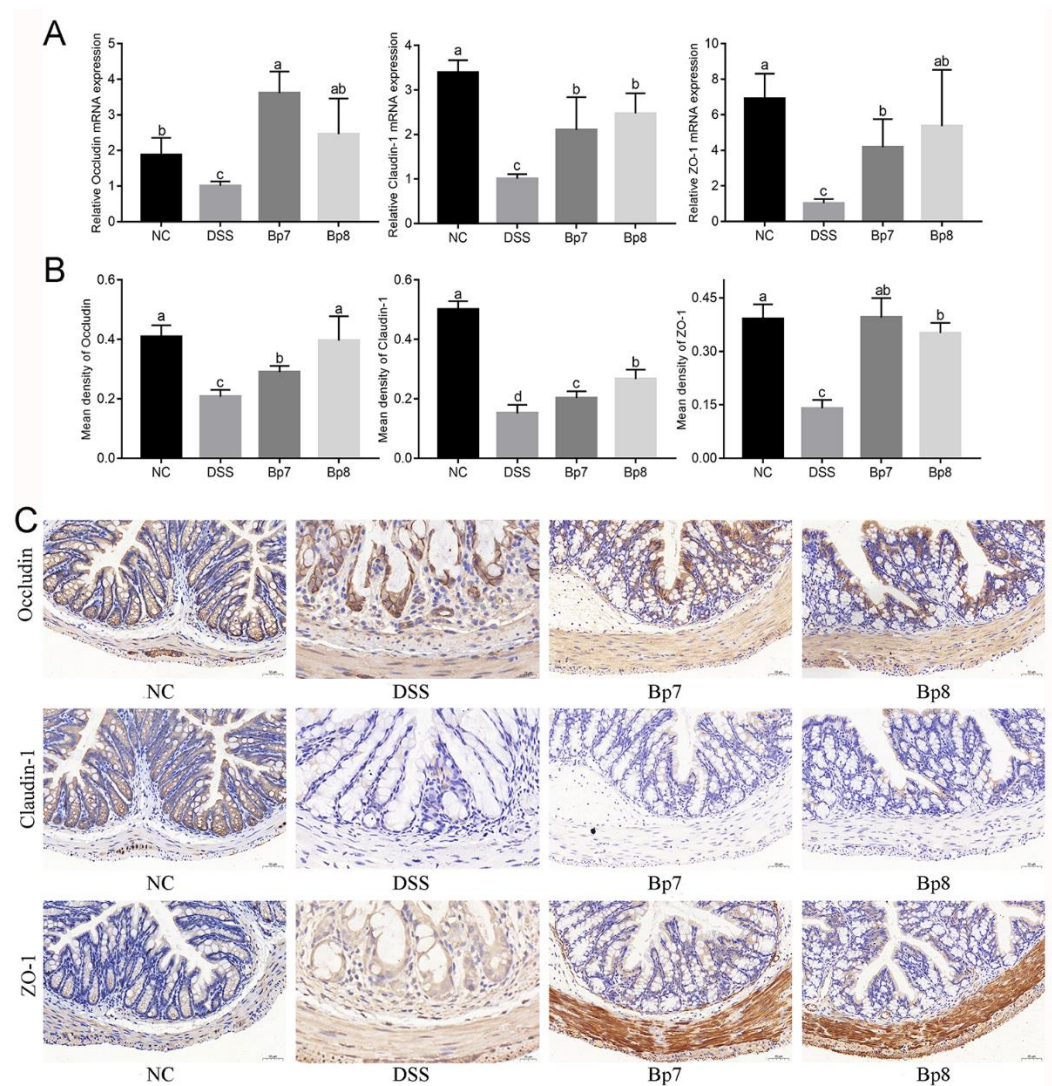 A
Relative Occludin mRNA expression
5
4
3
2
1
0
b
c
a
ab
NC DSS Bp7 Bp8
Relative Claudin-1 mRNA expression
4
3
2
1
0
a
c
b
b
NC DSS Bp7 Bp8
Relative ZO-1 mRNA expression
10
8
6
4
2
0
a
c
b
ab
NC DSS Bp7 Bp8
B
Mean density of Occludin
0.6
0.4
0.2
0.0
a
c
b
a
NC DSS Bp7 Bp8
Mean density of Claudin-1
0.6
0.4
0.2
0.0
a
d
c
b
NC DSS Bp7 Bp8
Mean density of ZO-1
0.45
0.30
0.15
0.00
a
c
ab
b
NC DSS Bp7 Bp8
C
Occludin
NC DSS Bp7 Bp8
Claudin-1
NC DSS Bp7 Bp8
ZO-1
NC DSS Bp7 Bp8